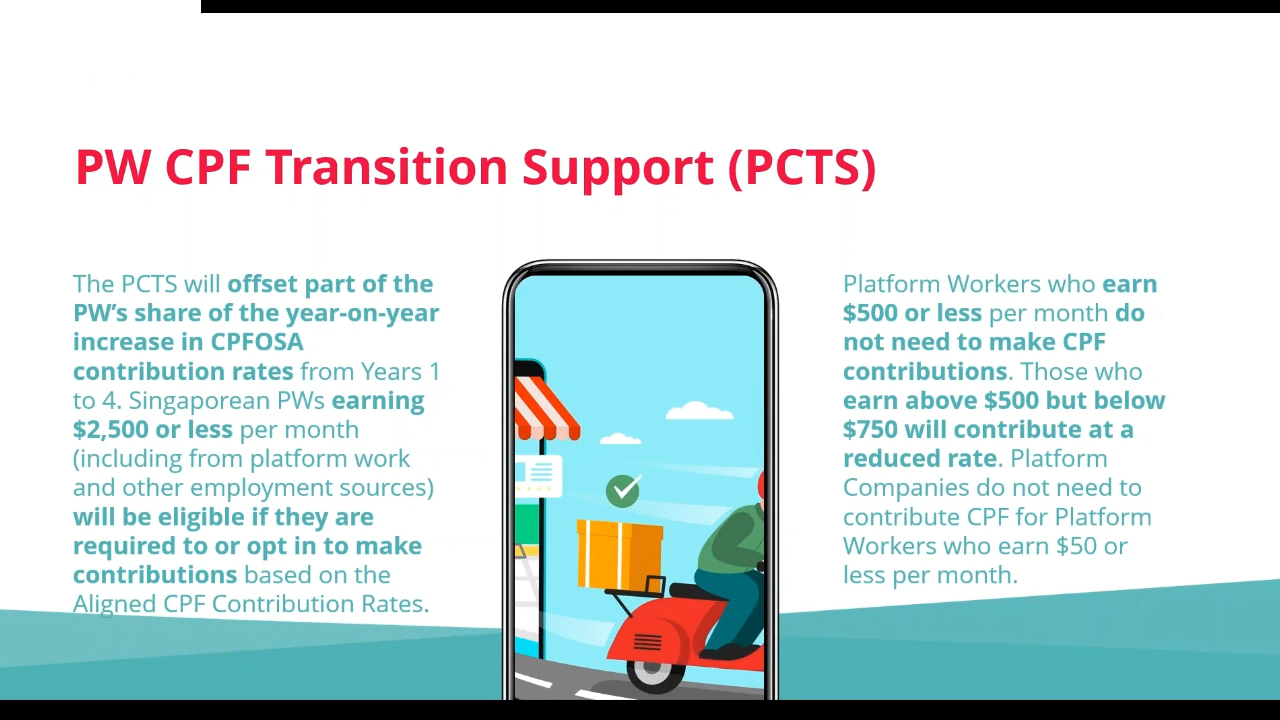 PW CPF Transition Support (PCTS)
The PCTS will offset part of the
PW's share of the year-on-year
increase in CPFOSA
contribution rates from Years 1
to 4. Singaporean PWs earning
$2,500 or less per month
(including from platform work
and other employment sources)
will be eligible if they are
required to or opt in to make
contributions based on the
Aligned CPF Contribution Rates.
Platform Workers who earn
$500 or less per month do
not need to make CPF
contributions. Those who
earn above $500 but below
$750 will contribute at a
reduced rate. Platform
Companies do not need to
contribute CPF for Platform
Workers who earn $50 or
less per month.